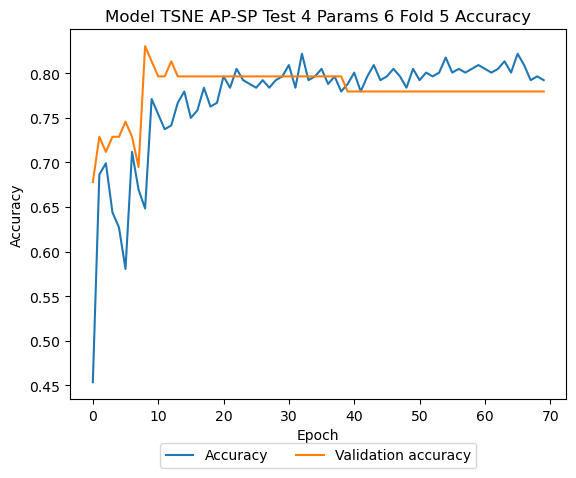 Model TSNE AP-SP Test 4 Params 6 Fold 5 Accuracy
0.80
0.75
0.70
0.65
0.60
0.55
0.50
0.45
Accuracy
0 10 20 30 40 50 60 70
Epoch
Accuracy Validation accuracy